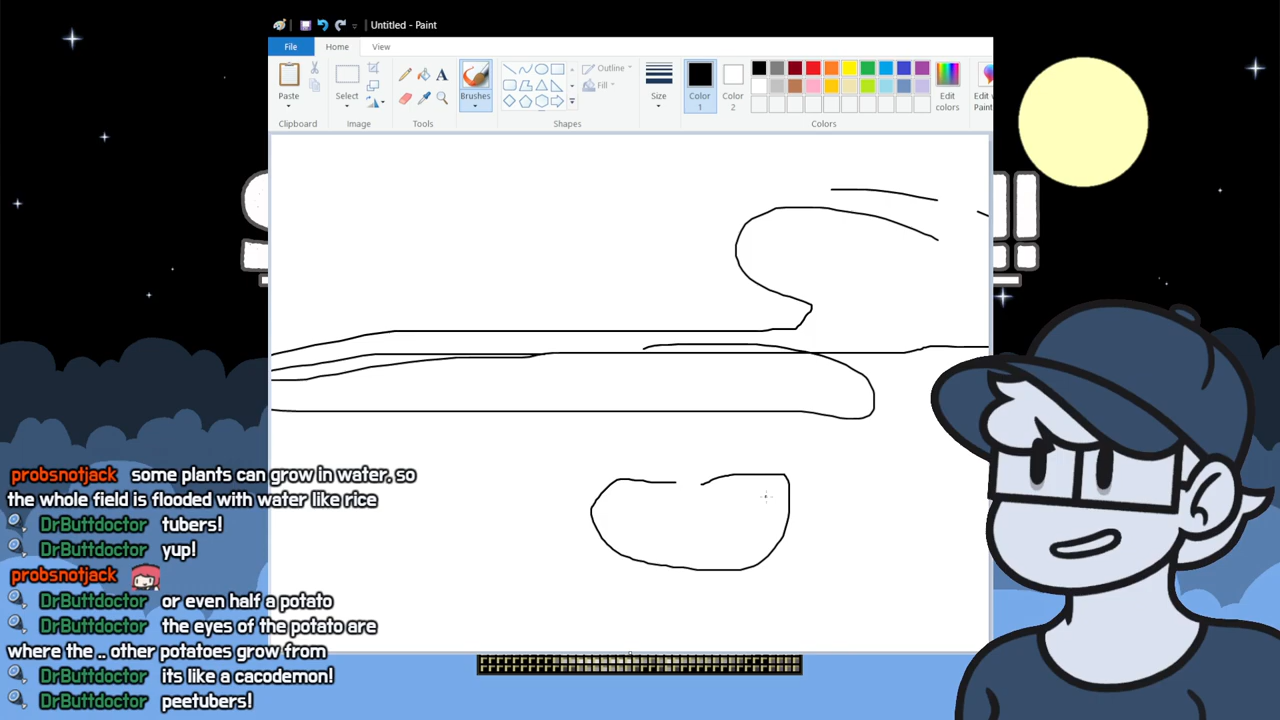 Untitled - Paint
File Home View
Paste
Select
Brushes
Outline
Fill
Size
Color 1
Color 2
Edit colors
Clipboard
Image
Tools
Shapes
Colors
probsnotjack some plants can grow in water, so
the whole field is flooded with water like rice
DrButtdoctor tubers!
DrButtdoctor yup!
probsnotjack
DrButtdoctor or even half a potato
DrButtdoctor the eyes of the potato are
where the .. other potatoes grow from
DrButtdoctor its like a cacodemon!
DrButtdoctor peetubers!